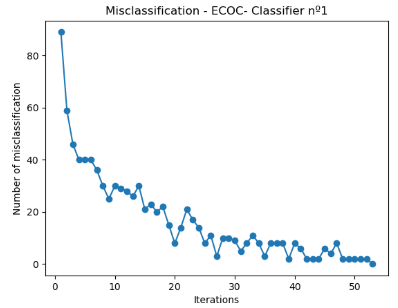 Misclassification - ECOC- Classifier nº1
Number of misclassification
80
60
40
20
0
0 10 20 30 40 50
Iterations